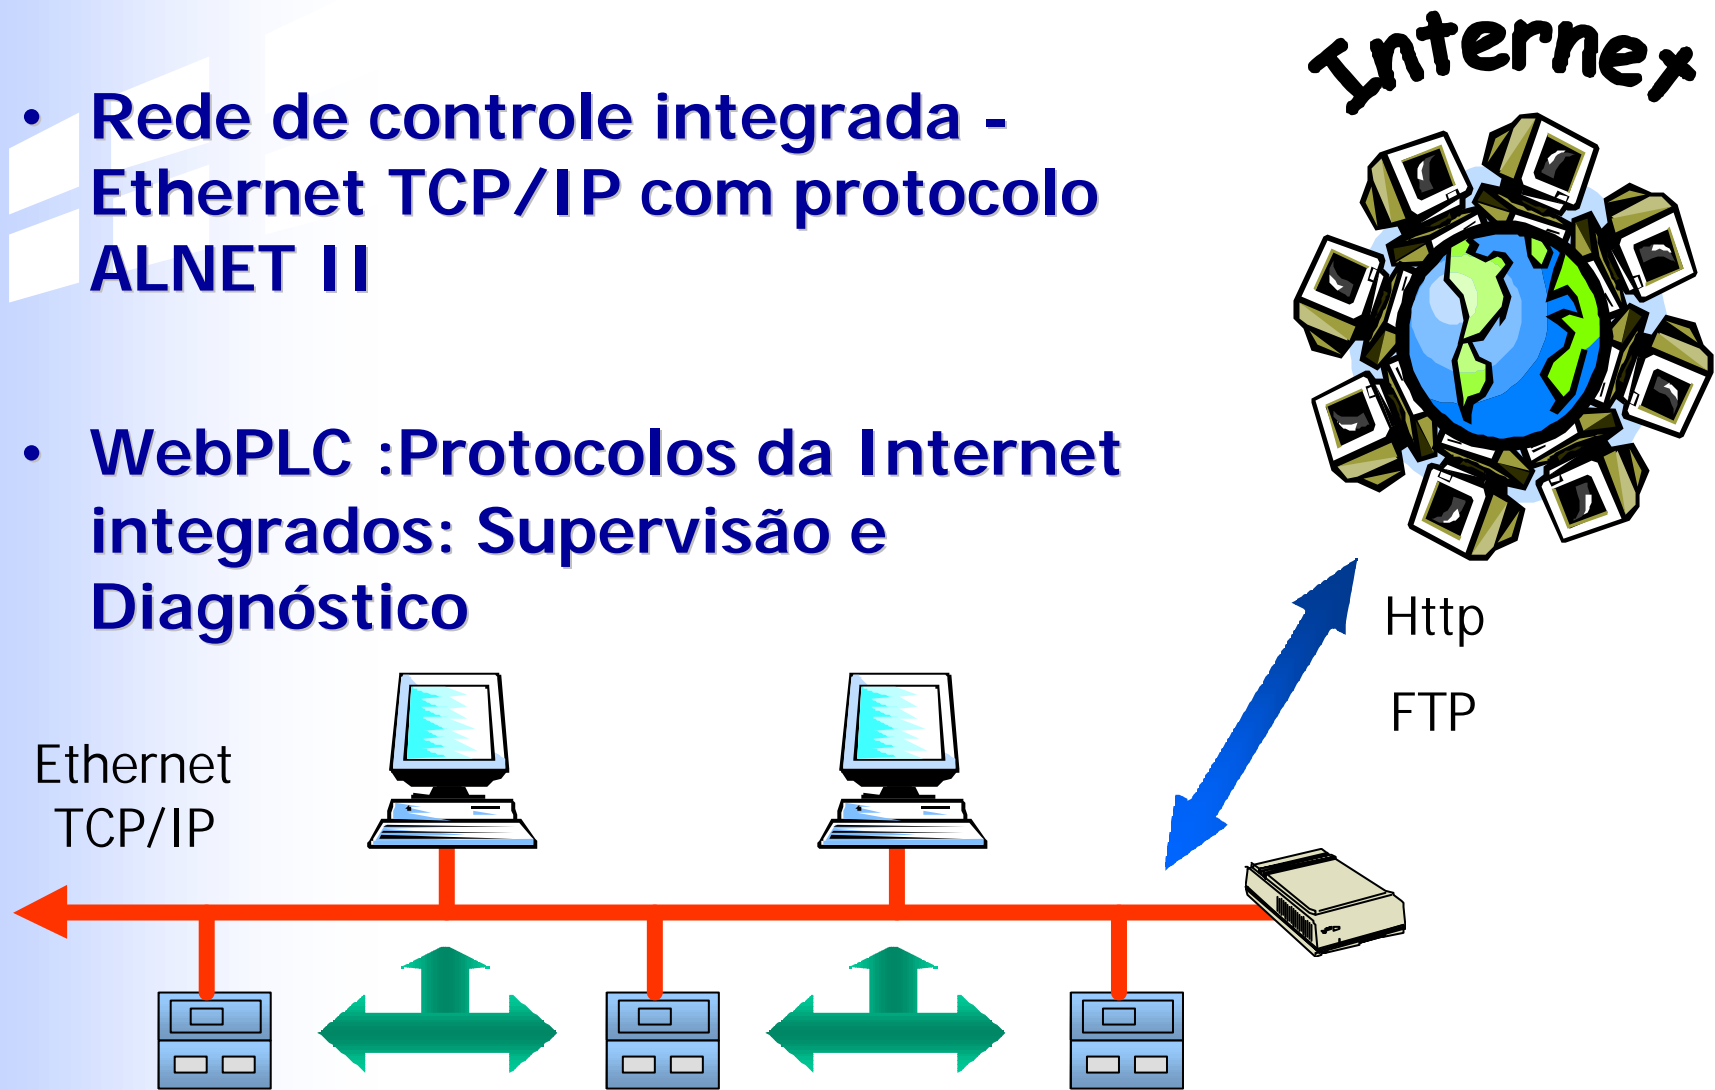 Internet
• Rede de controle integrada -
Ethernet TCP/IP com protocolo
ALNET II
• WebPLC :Protocolos da Internet
integrados: Supervisão e
Diagnóstico
Http
FTP
Ethernet
TCP/IP